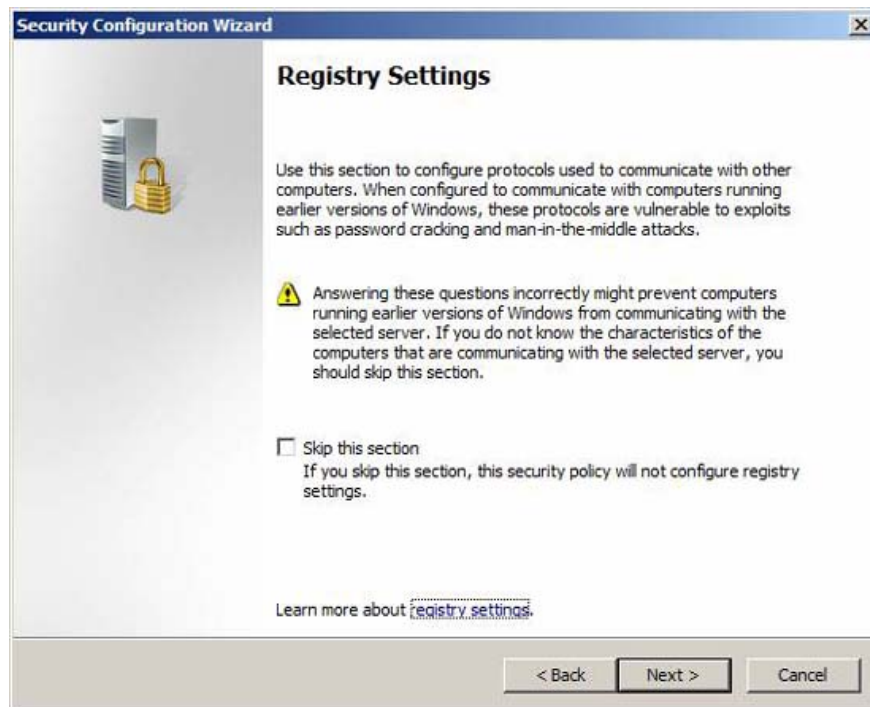 Security Configuration Wizard
Registry Settings
Use this section to configure protocols used to communicate with other
computers. When configured to communicate with computers running
earlier versions of Windows, these protocols are vulnerable to exploits
such as password cracking and man-in-the-middle attacks.
Answering these questions incorrectly might prevent computers
running earlier versions of Windows from communicating with the
selected server. If you do not know the characteristics of the
computers that are communicating with the selected server, you
should skip this section.
Skip this section
If you skip this section, this security policy will not configure registry
settings.
Learn more about registry settings.
< Back Next > Cancel